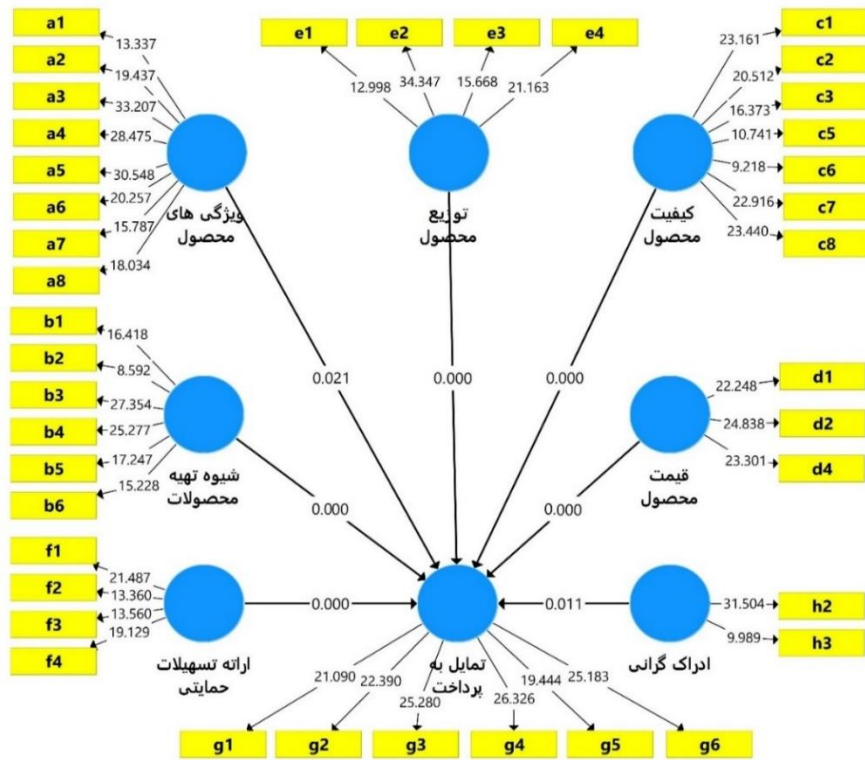 a1
a2
a3
a4
a5
a6
a7
a8
13.337
19.437
33.207
28.475
30.548
20.257
15.787
18.034
ویژگی های
محصول
e1
e2
e3
e4
12.998
34.347
15.668
21.163
توزیع
محصول
c1
c2
c3
c5
c6
c7
c8
23.161
20.512
16.373
10.741
9.218
22.916
23.440
کیفیت
محصول
b1
b2
b3
b4
b5
b6
16.418
8.592
27.354
25.277
17.247
15.228
شیوه تهیه
محصولات
0.021
0.000
0.000
0.000
0.000
d1
d2
d4
22.248
24.838
23.301
قیمت
محصول
f1
f2
f3
f4
21.487
13.360
13.560
19.129
ارائه تسهیلات
حمایتی
0.000
تمایل به
پرداخت
0.011
ادراک گرانی
31.504
9.989
h2
h3
21.090
22.390
25.280
26.326
19.444
25.183
g1
g2
g3
g4
g5
g6